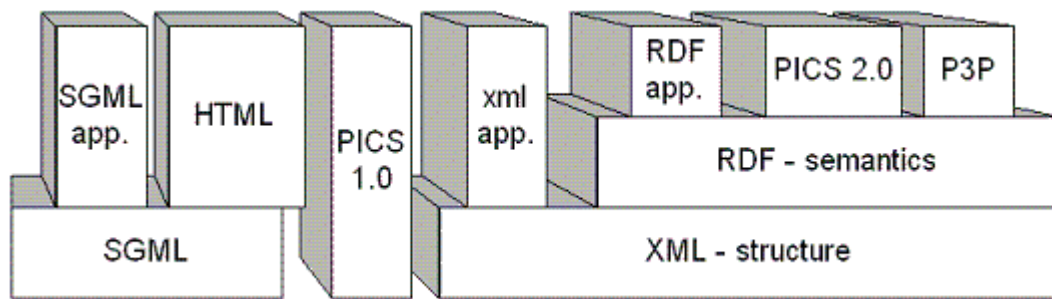 SGML
app.
HTML
PICS
1.0
xml
app.
RDF
app.
PICS 2.0
P3P
RDF - semantics
SGML
XML - structure